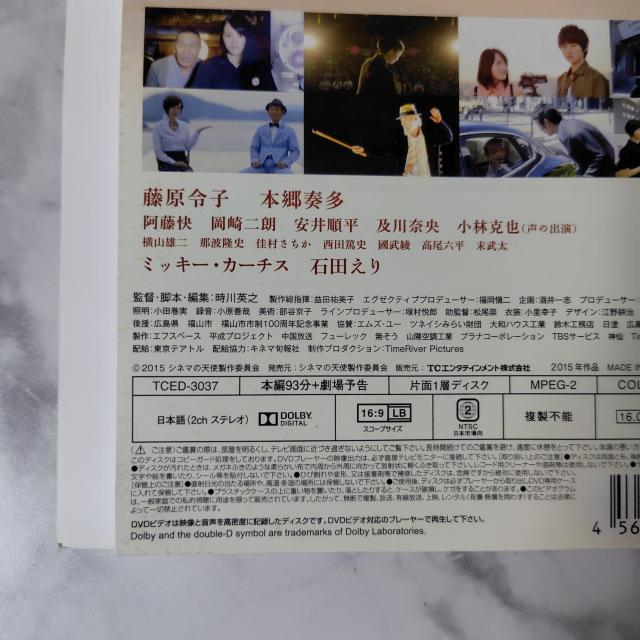 藤原令子　本郷奏多
阿藤快　岡崎二朗　安井順平　及川奈央　小林克也(声の出演)
横山雄二　那波隆史　佳村さちか　西田篤史　國武綾　高尾六平　末武太
ミッキー・カーチス　石田えり
監督・脚本・編集：時川英之　製作総指揮：益田祐美子　エグゼクティブプロデューサー：福岡愼二　企画：酒井一志　プロデューサー：
照明：小田巻実　録音：小原善哉　美術：部谷京子　ラインプロデューサー：塚村悦郎　助監督：松尾崇　衣装：小里幸子　デザイン：江野耕治
後援：広島県　福山市　福山市市制100周年記念事業　協賛：エムズ・ユー　ツネイシみらい財団　大和ハウス工業　鈴木工務店　日塗　広島
製作：エフスペース　平成プロジェクト　中国放送　フューレック　無そう　山陽空調工業　プラナコーポレーション　TBSサービス　神仙　Tim
配給：東京テアトル　配給協力：キネマ旬報社　制作プロダクション：TimeRiver Pictures
©2015 シネマの天使製作委員会　発売元：シネマの天使製作委員会　販売元：TCエンタテインメント株式会社　2015年作品　MADE IN
TCED-3037　本編93分+劇場予告　片面1層ディスク　MPEG-2　COL
日本語(2ch ステレオ)　DOLBY DIGITAL　16:9 LB スコープサイズ　2 NTSC 日本市場向　複製不能　16:
DVDビデオは映像と音声を高密度に記録したディスクです。DVDビデオ対応のプレーヤーで再生して下さい。
Dolby and the double-D symbol are trademarks of Dolby Laboratories.
4 56